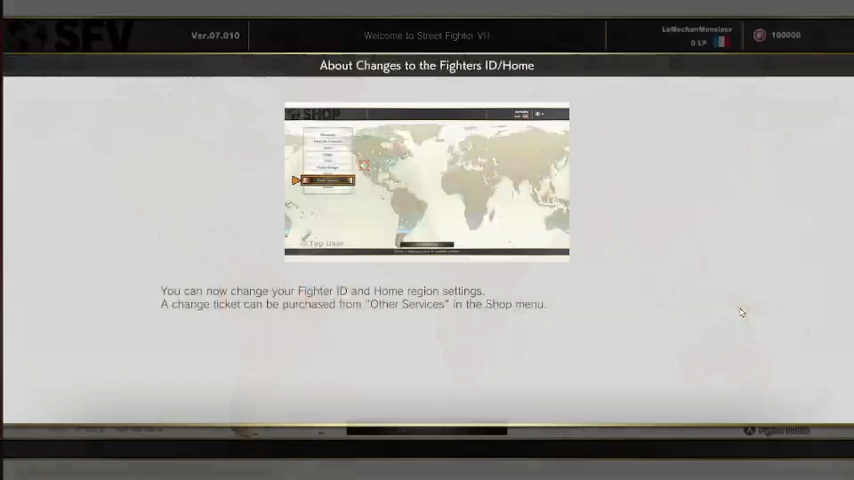 SFV
Ver.07.010
Welcome to Street Fighter V!!
LeMechanMonsieur
0 LP
100000
About Changes to the Fighters ID/Home
SHOP
Top User
You can now change your Fighter ID and Home region settings.
A change ticket can be purchased from "Other Services" in the Shop menu.